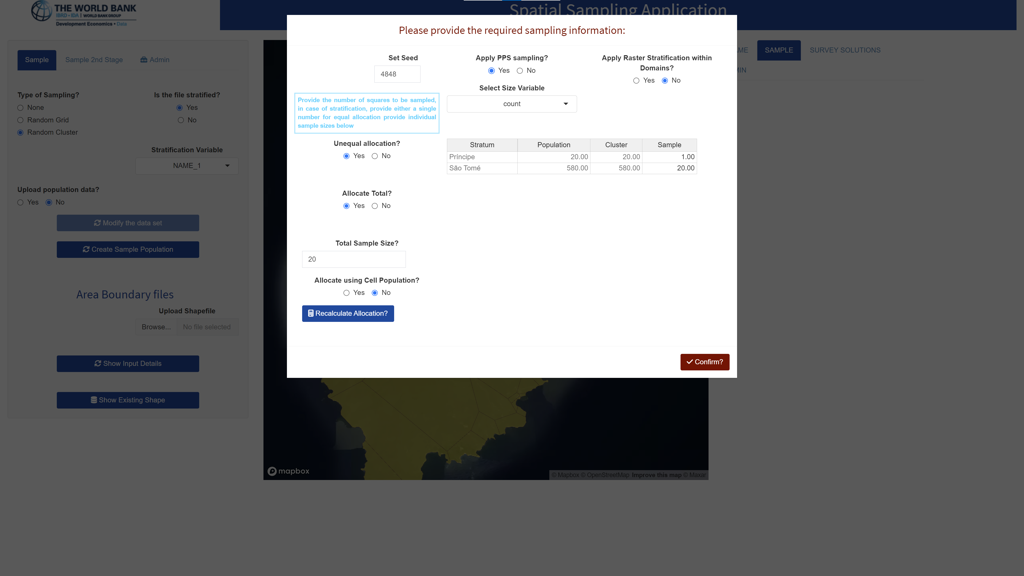 THE WORLD BANK
IBRD • IDA | WORLD BANK GROUP
Development Economics • Data
Spatial Sampling Application
Sample
Sample 2nd Stage
Admin
SAMPLE
SURVEY SOLUTIONS
Type of Sampling?
None
Random Grid
Random Cluster
Is the file stratified?
Yes
No
Stratification Variable
NAME_1
Upload population data?
Yes No
Modify the data set
Create Sample Population
Area Boundary files
Upload Shapefile
Browse... No file selected
Show Input Details
Show Existing Shape
Please provide the required sampling information:
Set Seed
4848
Provide the number of squares to be sampled,
in case of stratification, provide either a single
number for equal allocation provide individual
sample sizes below
Unequal allocation?
Yes No
Allocate Total?
Yes No
Total Sample Size?
20
Allocate using Cell Population?
Yes No
Recalculate Allocation?
Apply PPS sampling?
Yes No
Select Size Variable
count
Apply Raster Stratification within
Domains?
Yes No
Stratum Population Cluster Sample
Príncipe 20.00 20.00 1.00
São Tomé 580.00 580.00 20.00
Confirm?
mapbox
© Mapbox © OpenStreetMap Improve this map © Maxar